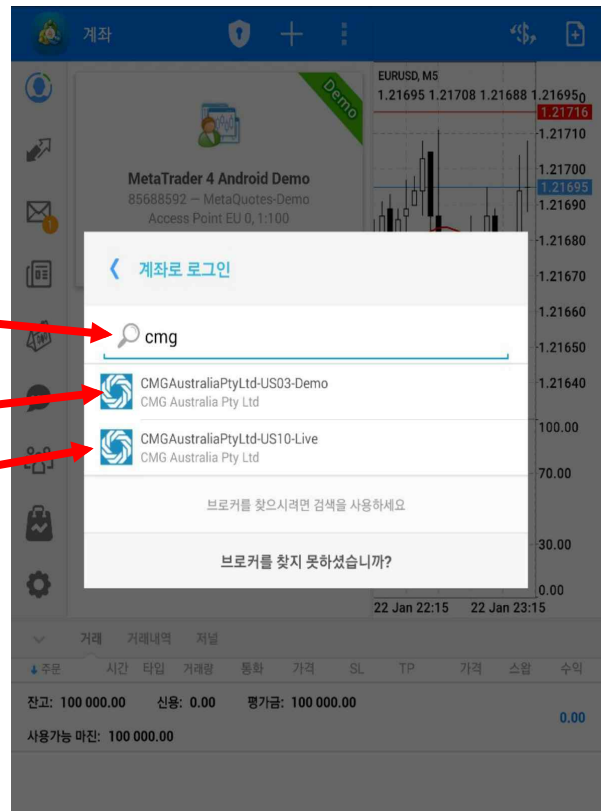 계좌
EURUSD, M5
1.21695 1.21708 1.21688 1.21695
1.21716
1.21710
1.21700
1.21695
1.21690
1.21680
1.21670
1.21660
1.21650
1.21640
100.00
70.00
30.00
0.00
22 Jan 22:15 22 Jan 23:15
Demo
MetaTrader 4 Android Demo
85688592 — MetaQuotes-Demo
Access Point EU 0, 1:100
1
계좌로 로그인
cmg
CMGAustraliaPtyLtd-US03-Demo
CMG Australia Pty Ltd
CMGAustraliaPtyLtd-US10-Live
CMG Australia Pty Ltd
브로커를 찾으시려면 검색을 사용하세요
브로커를 찾지 못하셨습니까?
거래 거래내역 저널
주문 시간 타입 거래량 통화 가격 SL TP 가격 스왑 수익
잔고: 100 000.00 신용: 0.00 평가금: 100 000.00
0.00
사용가능 마진: 100 000.00